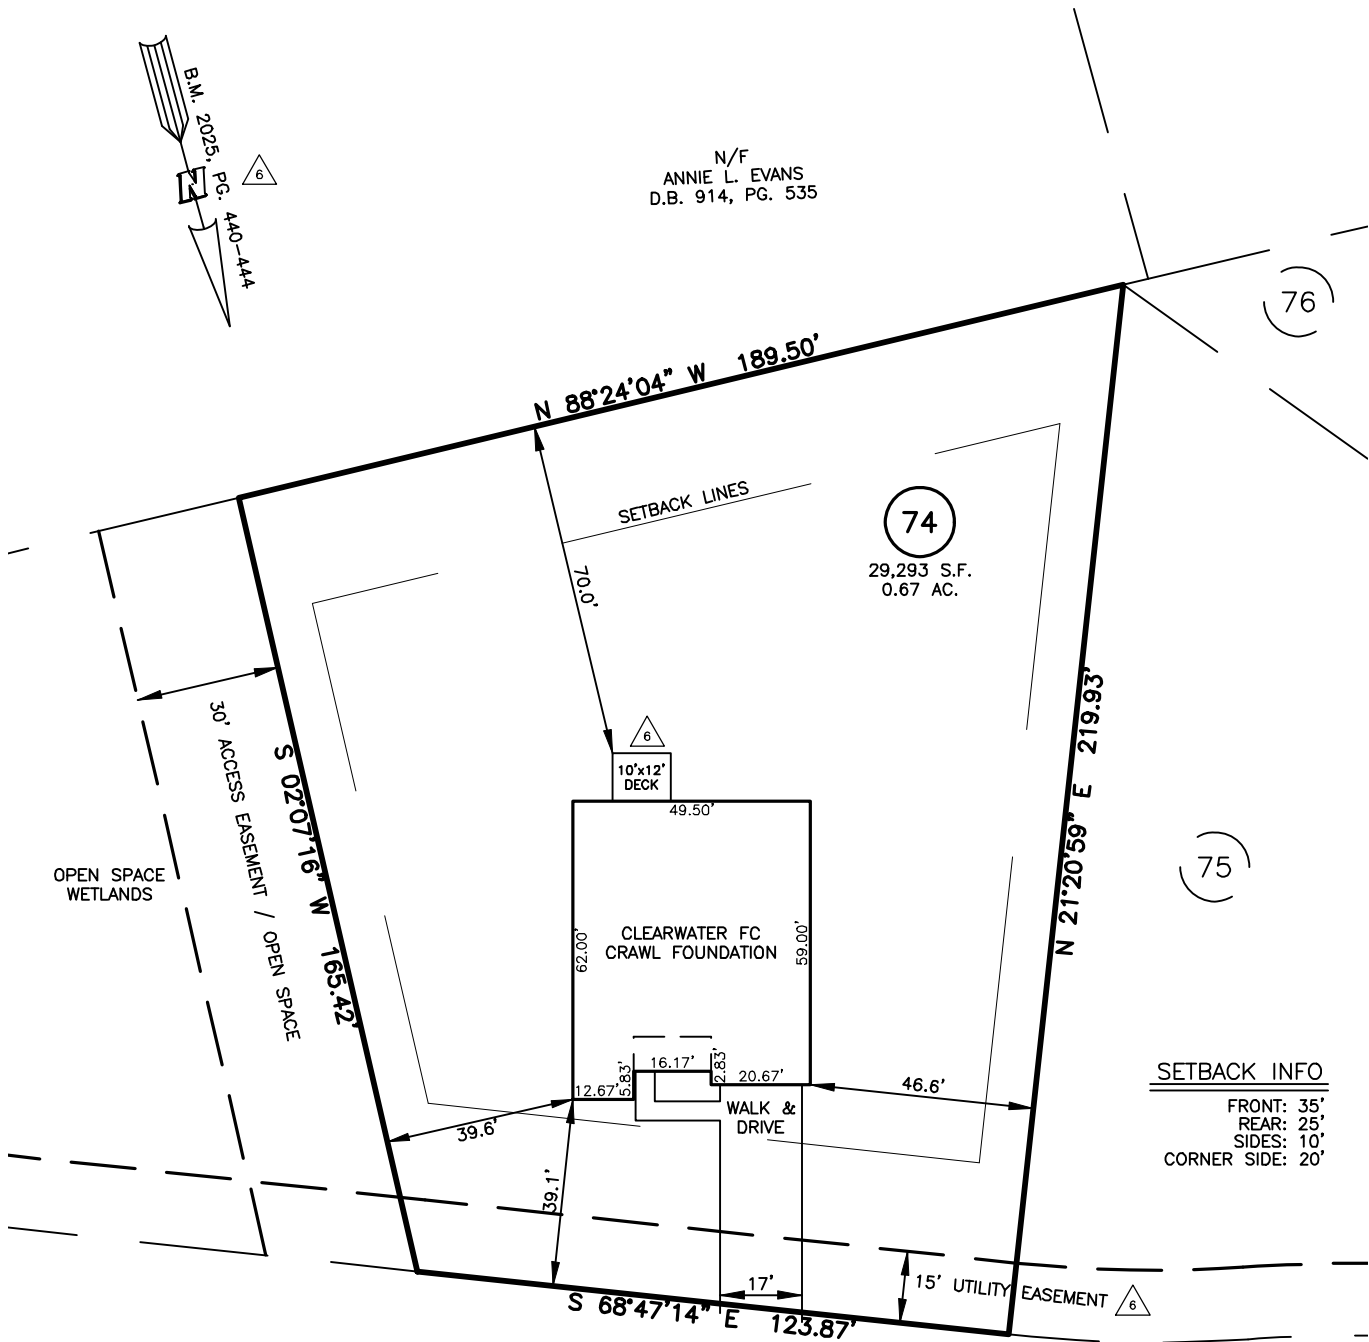 B.M. 2025, PG. 440-444
N
6
N/F
ANNIE L. EVANS
D.B. 914, PG. 535
76
N 88°24'04" W 189.50'
SETBACK LINES
74
29,293 S.F.
0.67 AC.
70.0'
30' ACCESS EASEMENT / OPEN SPACE
S 02°07'16" W 165.42'
N 21°20'59" E 219.93'
6
10'x12'
DECK
49.50'
OPEN SPACE
WETLANDS
75
62.00'
CLEARWATER FC
CRAWL FOUNDATION
59.00'
12.67'
5.83'
16.17'
2.83'
20.67'
46.6'
WALK &
DRIVE
39.6'
39.1'
SETBACK INFO
FRONT: 35'
REAR: 25'
SIDES: 10'
CORNER SIDE: 20'
17'
15' UTILITY EASEMENT
6
S 68°47'14" E 123.87'